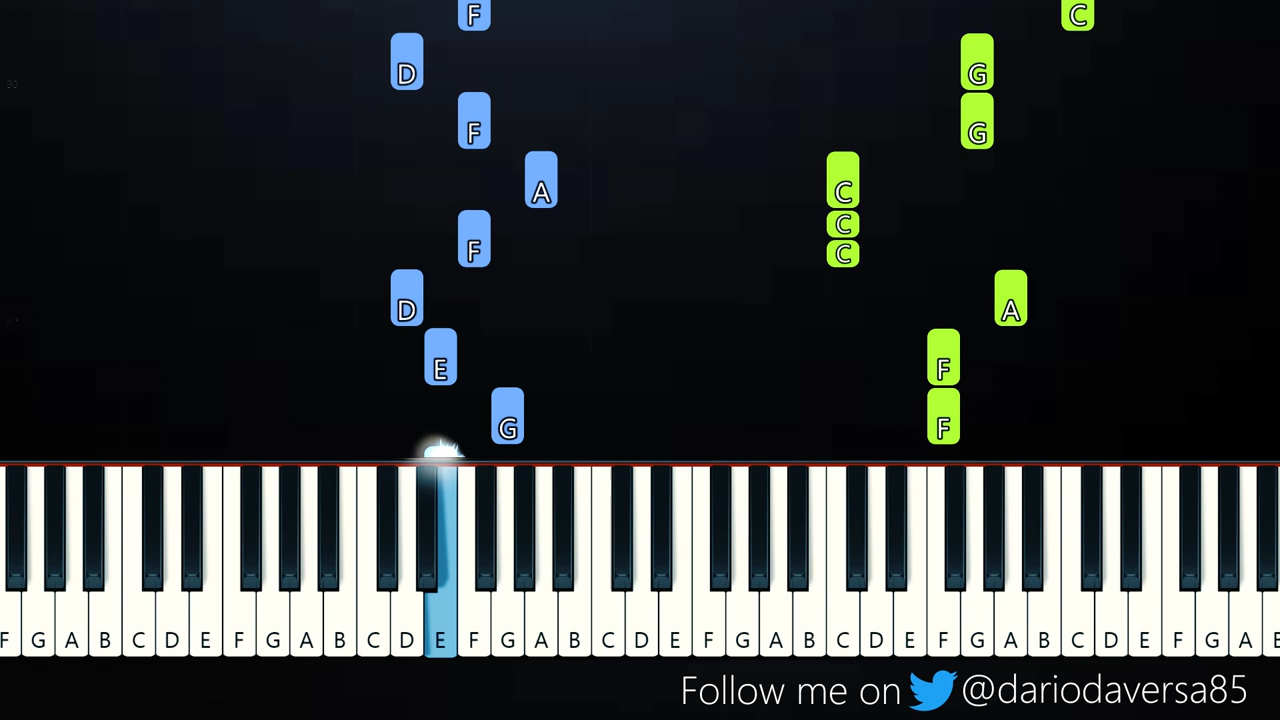 F C
D G
F G
A C
C
F C
D A
E F
G F
F G A B C D E F G A B C D E F G A B C D E F G A B C D E F G A B C D E F G A
Follow me on @dariodaversa85